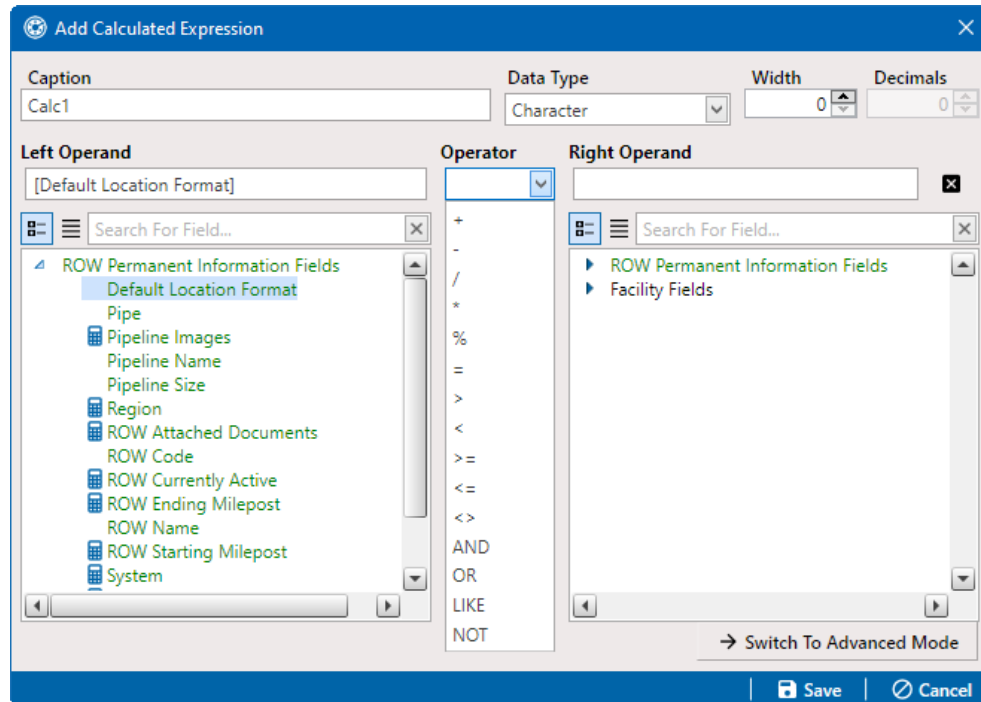 Add Calculated Expression
Caption
Data Type
Width
Decimals
Calc1
Character
0
0
Left Operand
Operator
Right Operand
[Default Location Format]
Search For Field...
Search For Field...
ROW Permanent Information Fields
Default Location Format
Pipe
Pipeline Images
Pipeline Name
Pipeline Size
Region
ROW Attached Documents
ROW Code
ROW Currently Active
ROW Ending Milepost
ROW Name
ROW Starting Milepost
System
+
-
/
*
%
=
>
<
>=
<=
<>
AND
OR
LIKE
NOT
ROW Permanent Information Fields
Facility Fields
Switch To Advanced Mode
Save
Cancel